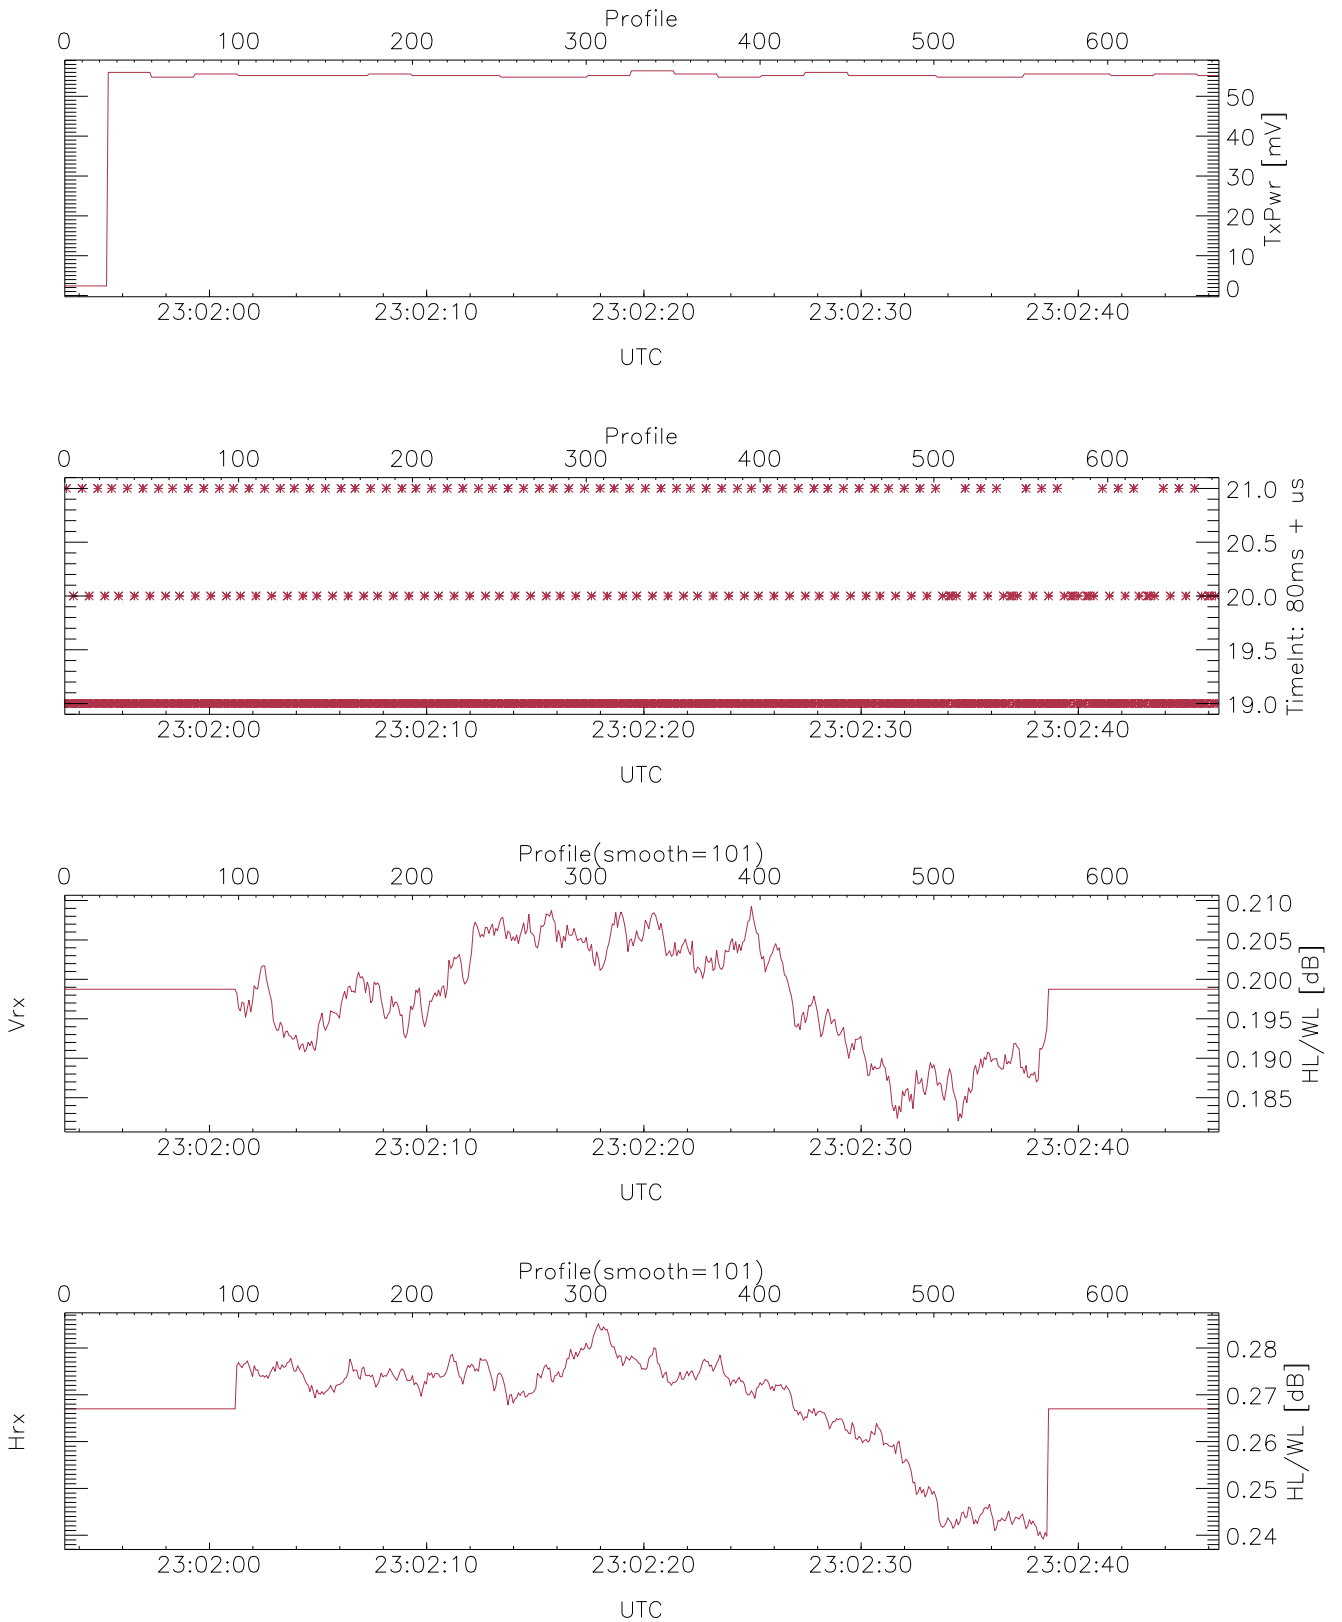 Profile
0 100 200 300 400 500 600
50
40
30
20
10
0
TxPwr [mV]
23:02:00 23:02:10 23:02:20 23:02:30 23:02:40
UTC
Profile
0 100 200 300 400 500 600
21.0
20.5
20.0
19.5
19.0
TimeInt: 80ms + us
23:02:00 23:02:10 23:02:20 23:02:30 23:02:40
UTC
Profile(smooth=101)
0 100 200 300 400 500 600
Vrx
0.210
0.205
0.200
0.195
0.190
0.185
HL/WL [dB]
23:02:00 23:02:10 23:02:20 23:02:30 23:02:40
UTC
Profile(smooth=101)
0 100 200 300 400 500 600
Hrx
0.28
0.27
0.26
0.25
0.24
HL/WL [dB]
23:02:00 23:02:10 23:02:20 23:02:30 23:02:40
UTC